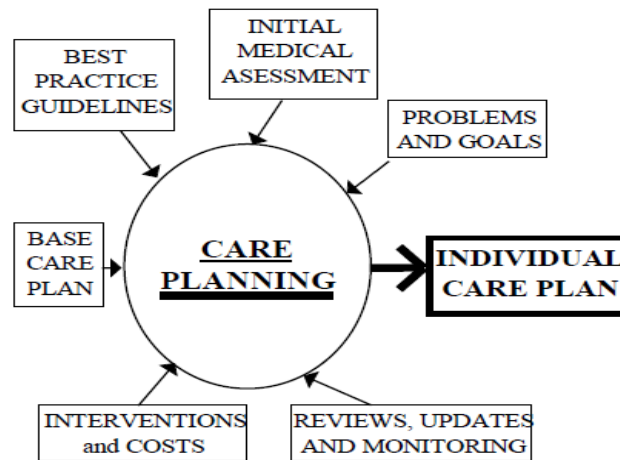 INITIAL
MEDICAL
ASESSMENT
BEST
PRACTICE
GUIDELINES
PROBLEMS
AND GOALS
BASE
CARE
PLAN
CARE
PLANNING
INDIVIDUAL
CARE PLAN
INTERVENTIONS
and COSTS
REVIEWS, UPDATES
AND MONITORING